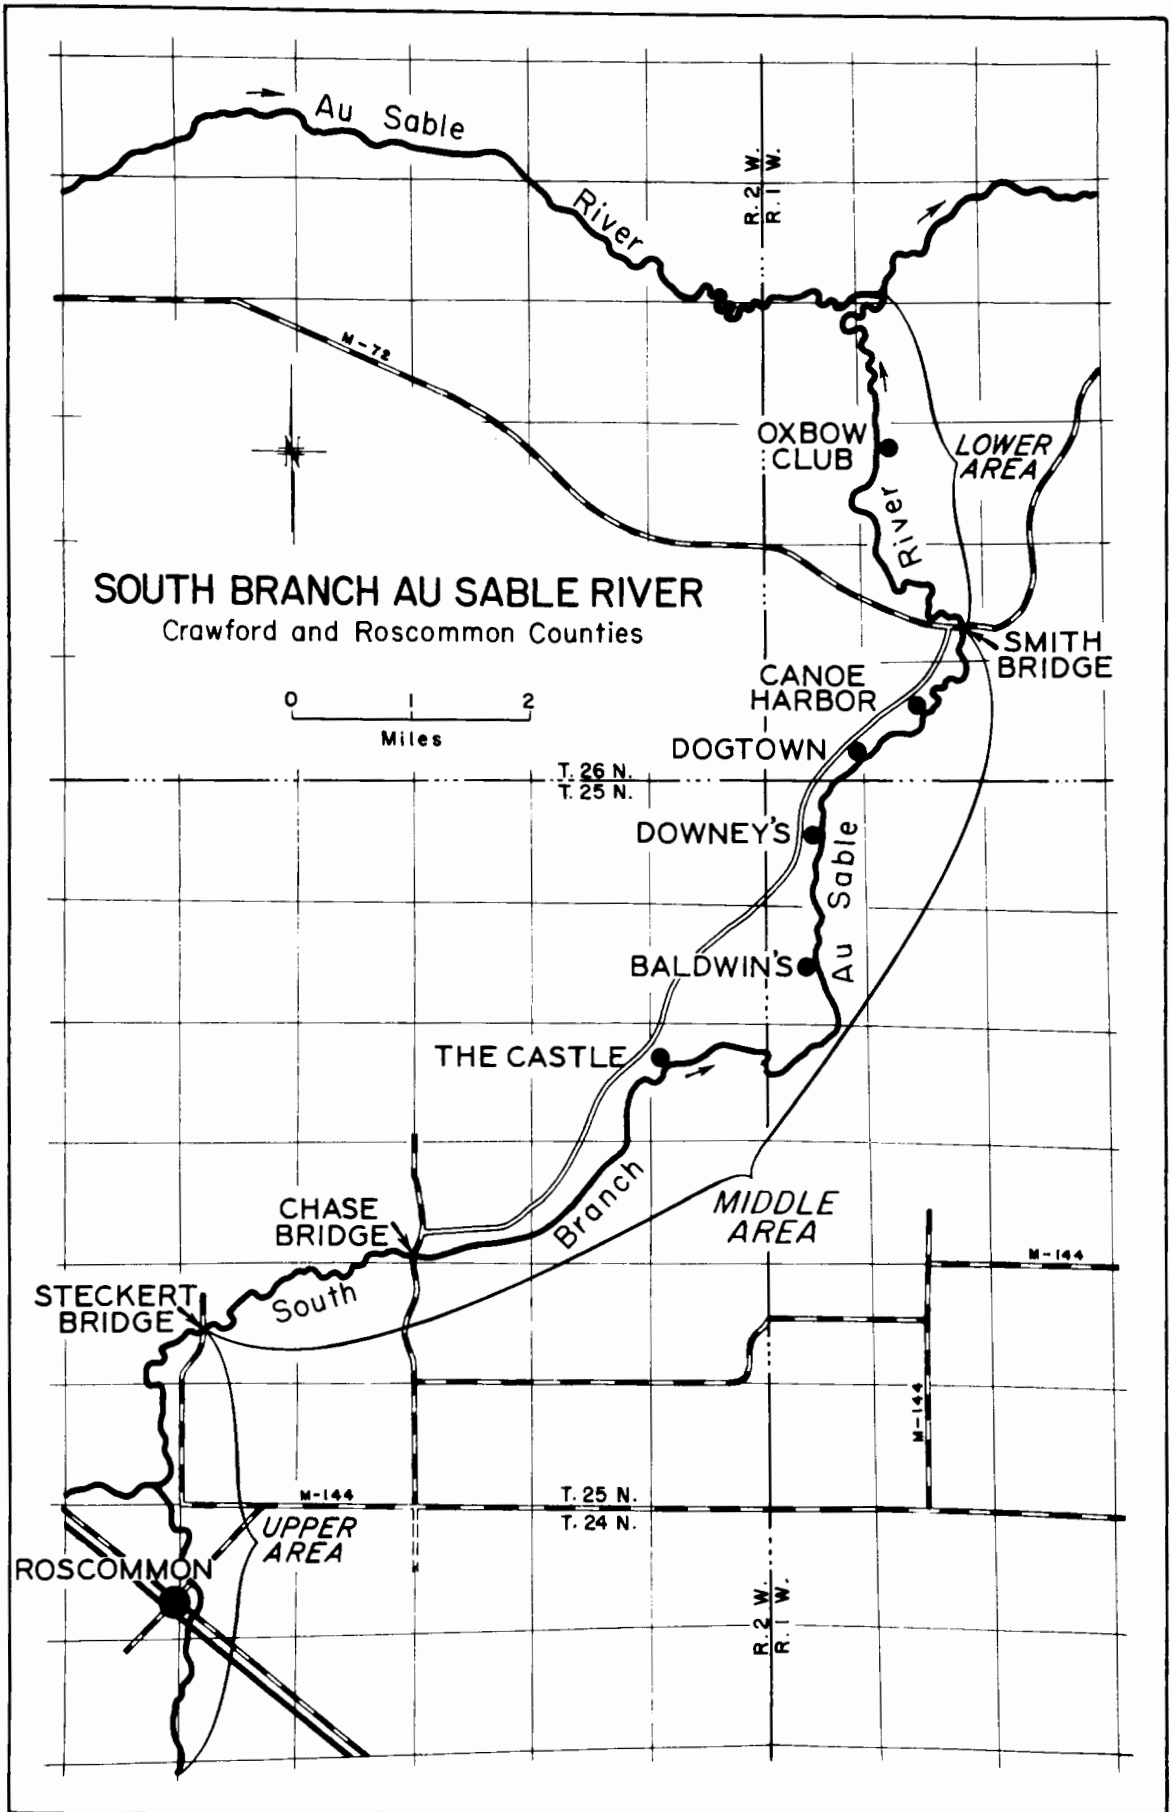 Au Sable
River
R. 2 W.
R. 1 W.
M-72
OXBOW
CLUB
LOWER
AREA
River
SOUTH BRANCH AU SABLE RIVER
Crawford and Roscommon Counties
SMITH
BRIDGE
CANOE
HARBOR
0 1 2
Miles
DOGTOWN
T. 26 N.
T. 25 N.
DOWNEY'S
Au Sable
BALDWIN'S
THE CASTLE
Branch
MIDDLE
AREA
CHASE
BRIDGE
M-144
STECKERT
BRIDGE
South
M-144
M-144
T. 25 N.
T. 24 N.
UPPER
AREA
ROSCOMMON
R. 2 W.
R. 1 W.